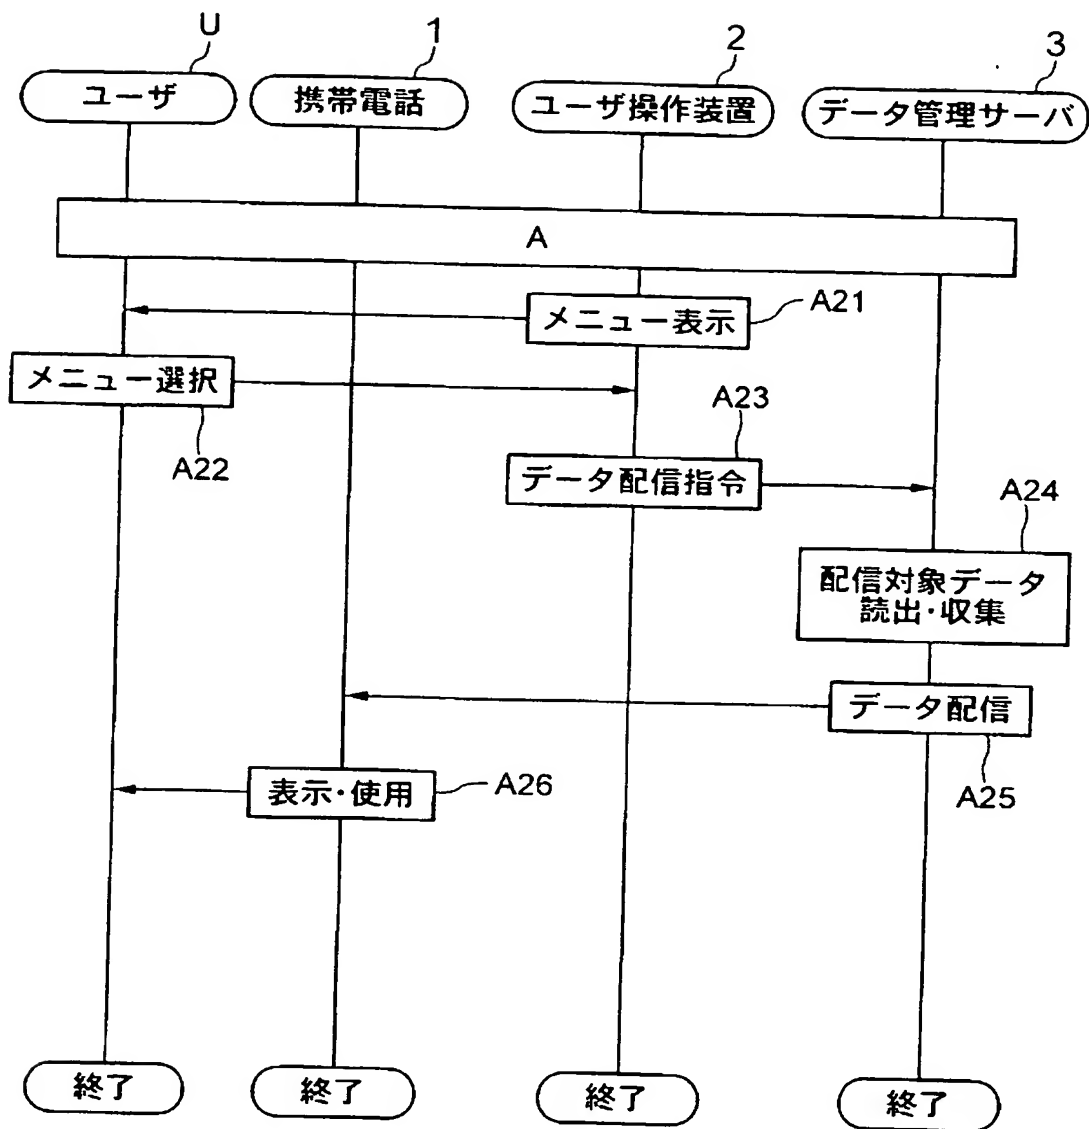 U
1
2
3
ユーザ
携帯電話
ユーザ操作装置
データ管理サーバ
A
メニュー表示
A21
メニュー選択
A22
A23
データ配信指令
A24
配信対象データ
読出・収集
データ配信
A25
表示・使用
A26
終了
終了
終了
終了